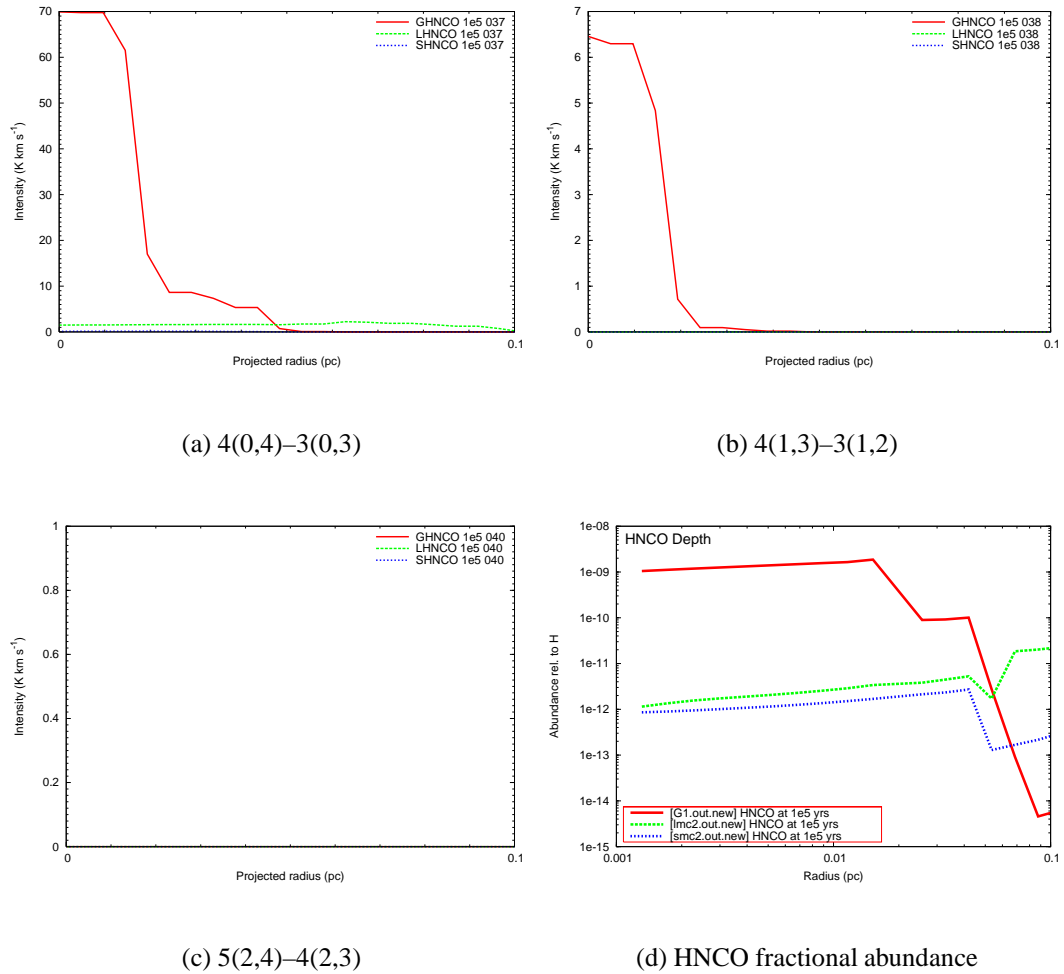 GHNCO 1e5 037
LHNCO 1e5 037
SHNCO 1e5 037
70
60
50
40
30
20
10
0
Intensity (K km s⁻¹)
0 0.1
Projected radius (pc)
(a) 4(0,4)–3(0,3)
GHNCO 1e5 038
LHNCO 1e5 038
SHNCO 1e5 038
7
6
5
4
3
2
1
0
Intensity (K km s⁻¹)
0 0.1
Projected radius (pc)
(b) 4(1,3)–3(1,2)
GHNCO 1e5 040
LHNCO 1e5 040
SHNCO 1e5 040
1
0.8
0.6
0.4
0.2
0
Intensity (K km s⁻¹)
0 0.1
Projected radius (pc)
(c) 5(2,4)–4(2,3)
HNCO Depth
1e-08
1e-09
1e-10
1e-11
1e-12
1e-13
1e-14
1e-15
Abundance rel. to H
[G1.out.new] HNCO at 1e5 yrs
[lmc2.out.new] HNCO at 1e5 yrs
[smc2.out.new] HNCO at 1e5 yrs
0.001 0.01 0.1
Radius (pc)
(d) HNCO fractional abundance